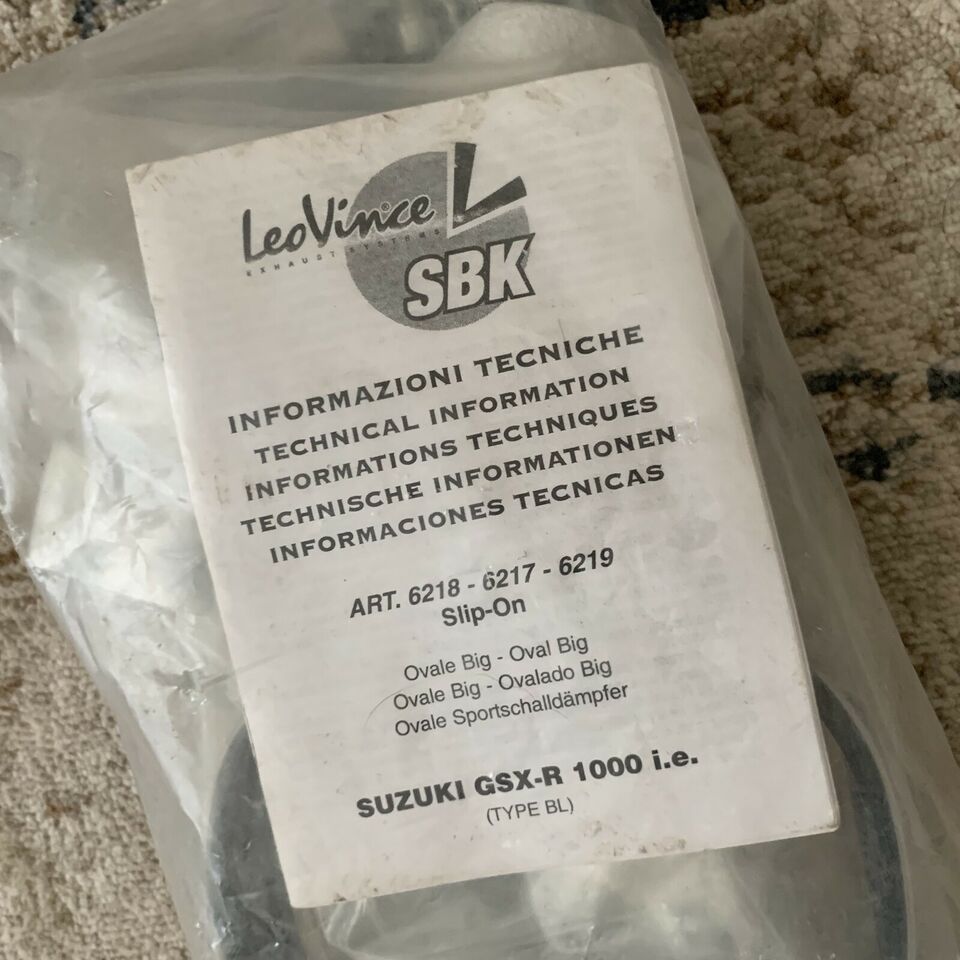 LeoVince®
EXHAUST SYSTEMS
SBK
INFORMAZIONI TECNICHE
TECHNICAL INFORMATION
INFORMATIONS TECHNIQUES
TECHNISCHE INFORMATIONEN
INFORMACIONES TECNICAS
ART. 6218 - 6217 - 6219
Slip-On
Ovale Big - Oval Big
Ovale Big - Ovalado Big
Ovale Sportschalldämpfer
SUZUKI GSX-R 1000 i.e.
(TYPE BL)